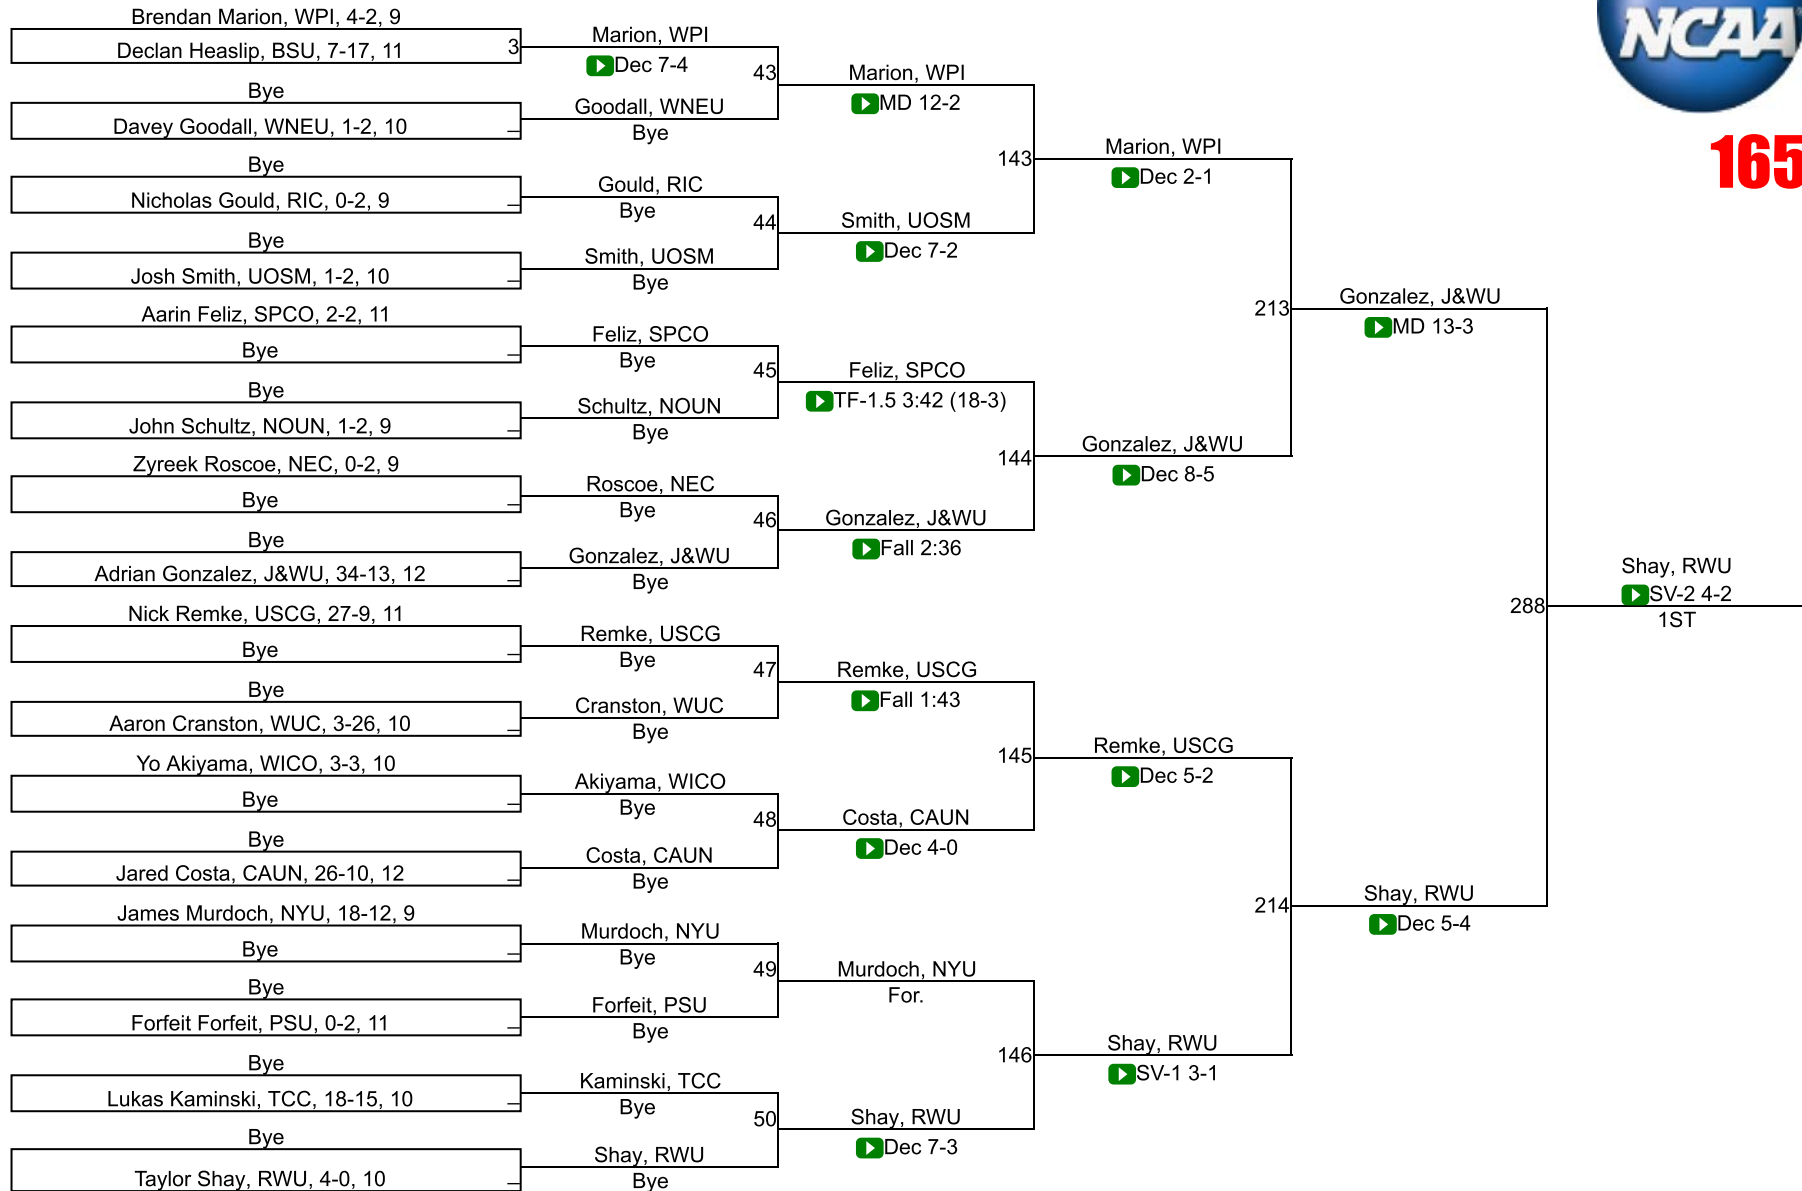 Brendan Marion, WPI, 4-2, 9
Declan Heaslip, BSU, 7-17, 11
3
Bye
Davey Goodall, WNEU, 1-2, 10
Bye
Nicholas Gould, RIC, 0-2, 9
Bye
Josh Smith, UOSM, 1-2, 10
Aarin Feliz, SPCO, 2-2, 11
Bye
Bye
John Schultz, NOUN, 1-2, 9
Zyreek Roscoe, NEC, 0-2, 9
Bye
Bye
Adrian Gonzalez, J&WU, 34-13, 12
Nick Remke, USCG, 27-9, 11
Bye
Bye
Aaron Cranston, WUC, 3-26, 10
Yo Akiyama, WICO, 3-3, 10
Bye
Bye
Jared Costa, CAUN, 26-10, 12
James Murdoch, NYU, 18-12, 9
Bye
Bye
Forfeit Forfeit, PSU, 0-2, 11
Bye
Lukas Kaminski, TCC, 18-15, 10
Bye
Taylor Shay, RWU, 4-0, 10
Marion, WPI
Dec 7-4
43
Goodall, WNEU
Bye
Gould, RIC
Bye
44
Smith, UOSM
Bye
Feliz, SPCO
Bye
45
Schultz, NOUN
Bye
Roscoe, NEC
Bye
46
Gonzalez, J&WU
Bye
Remke, USCG
Bye
47
Cranston, WUC
Bye
Akiyama, WICO
Bye
48
Costa, CAUN
Bye
Murdoch, NYU
Bye
49
Forfeit, PSU
Bye
Kaminski, TCC
Bye
50
Shay, RWU
Bye
Marion, WPI
MD 12-2
143
Smith, UOSM
Dec 7-2
Feliz, SPCO
TF-1.5 3:42 (18-3)
144
Gonzalez, J&WU
Fall 2:36
Remke, USCG
Fall 1:43
145
Costa, CAUN
Dec 4-0
Murdoch, NYU
For.
146
Shay, RWU
Dec 7-3
Marion, WPI
Dec 2-1
213
Gonzalez, J&WU
Dec 8-5
Remke, USCG
Dec 5-2
214
Shay, RWU
SV-1 3-1
Gonzalez, J&WU
MD 13-3
288
Shay, RWU
Dec 5-4
Shay, RWU
SV-2 4-2
1ST
NCAA
165